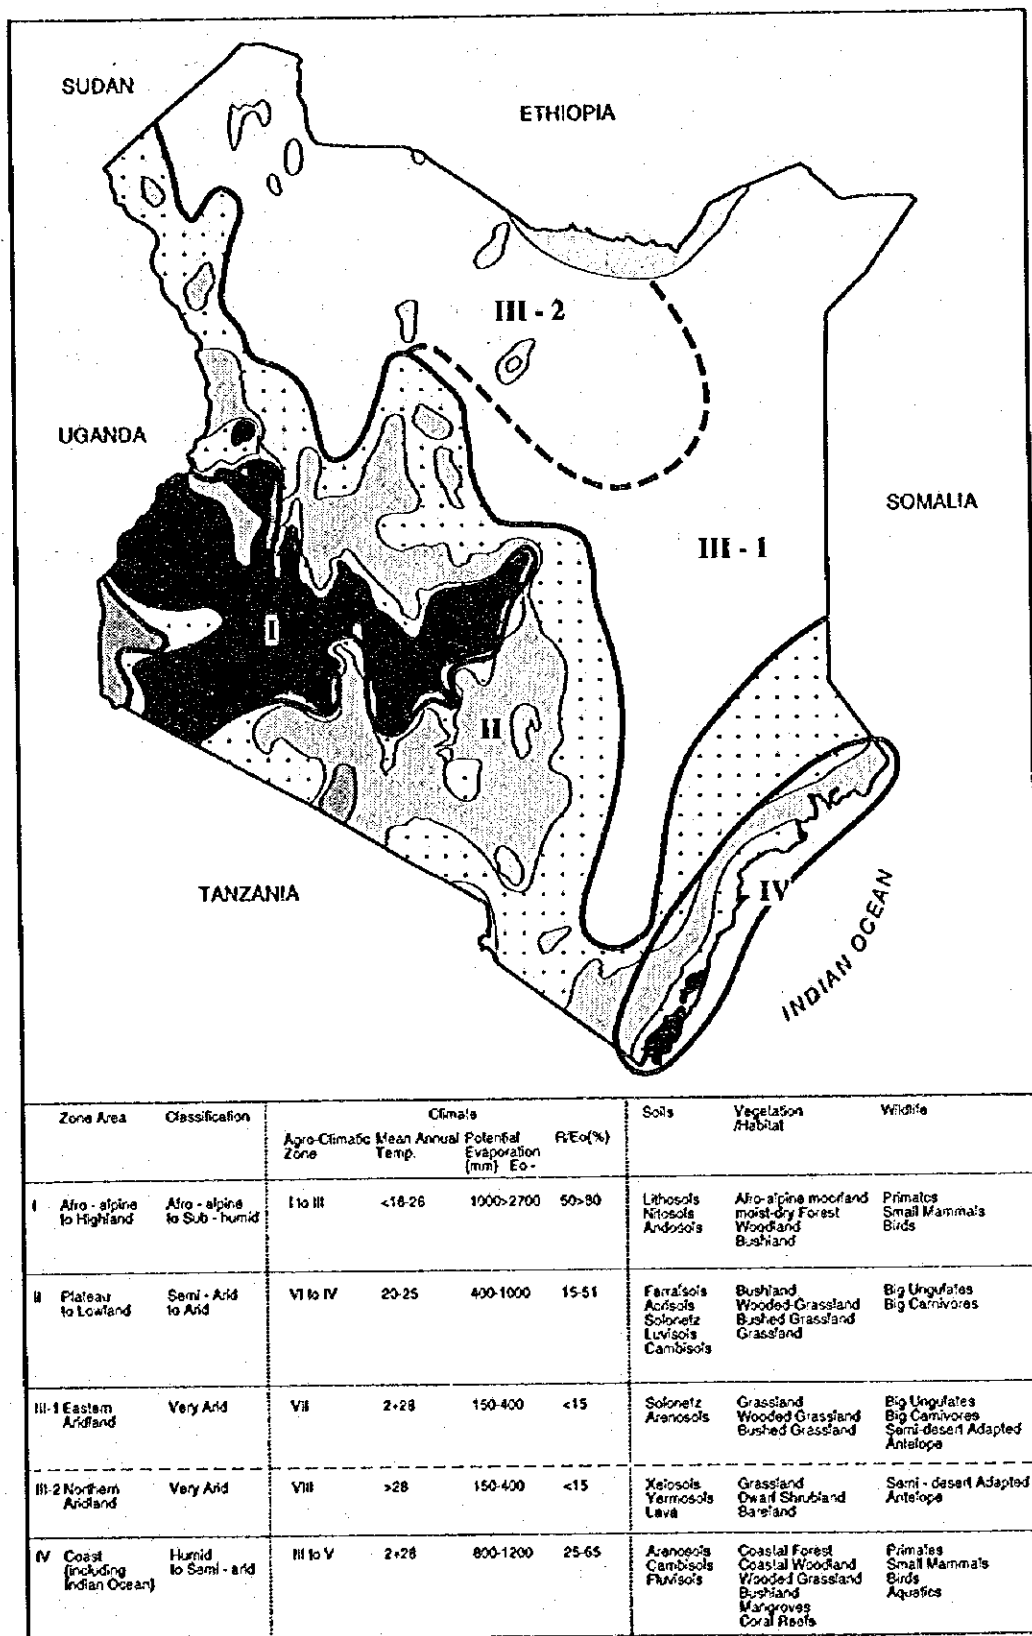 SUDAN
ETHIOPIA
III - 2
UGANDA
SOMALIA
III - 1
I
II
TANZANIA
IV
INDIAN OCEAN
Zone Area Classification Climate Soils Vegetation /Habitat Wildlife
Agro-Climatic Zone Mean Annual Temp. Potential Evaporation (mm) Eo- R/Eo(%)
I Afro - alpine to Highland Afro - alpine to Sub - humid I to III <16-26 1000>2700 50>80
Lithosols Afro-alpine moorland Primates
Nitosols moist-dry Forest Small Mammals
Andosols Woodland Birds
Bushland
II Plateau to Lowland Semi - Arid to Arid VI to IV 20-25 400-1000 15-51
Ferralsols Bushland Big Ungulates
Acrisols Wooded-Grassland Big Carnivores
Solonetz Bushed Grassland
Luvisols Grassland
Cambisols
III-1 Eastern Aridland Very Arid VII 2+28 150-400 <15
Solonetz Grassland Big Ungulates
Arenosols Wooded Grassland Big Carnivores
Bushed Grassland Semi-desert Adapted
Antelope
III-2 Northern Aridland Very Arid VIII >28 150-400 <15
Xelosols Grassland Semi - desert Adapted
Yermosols Dwarf Shrubland Antelope
Lava Bareland
IV Coast (including Indian Ocean) Humid to Semi - arid III to V 2+28 800-1200 25-65
Arenosols Coastal Forest Primates
Cambisols Coastal Woodland Small Mammals
Fluvisols Wooded Grassland Birds
Bushland Aquatics
Mangroves
Coral Reefs